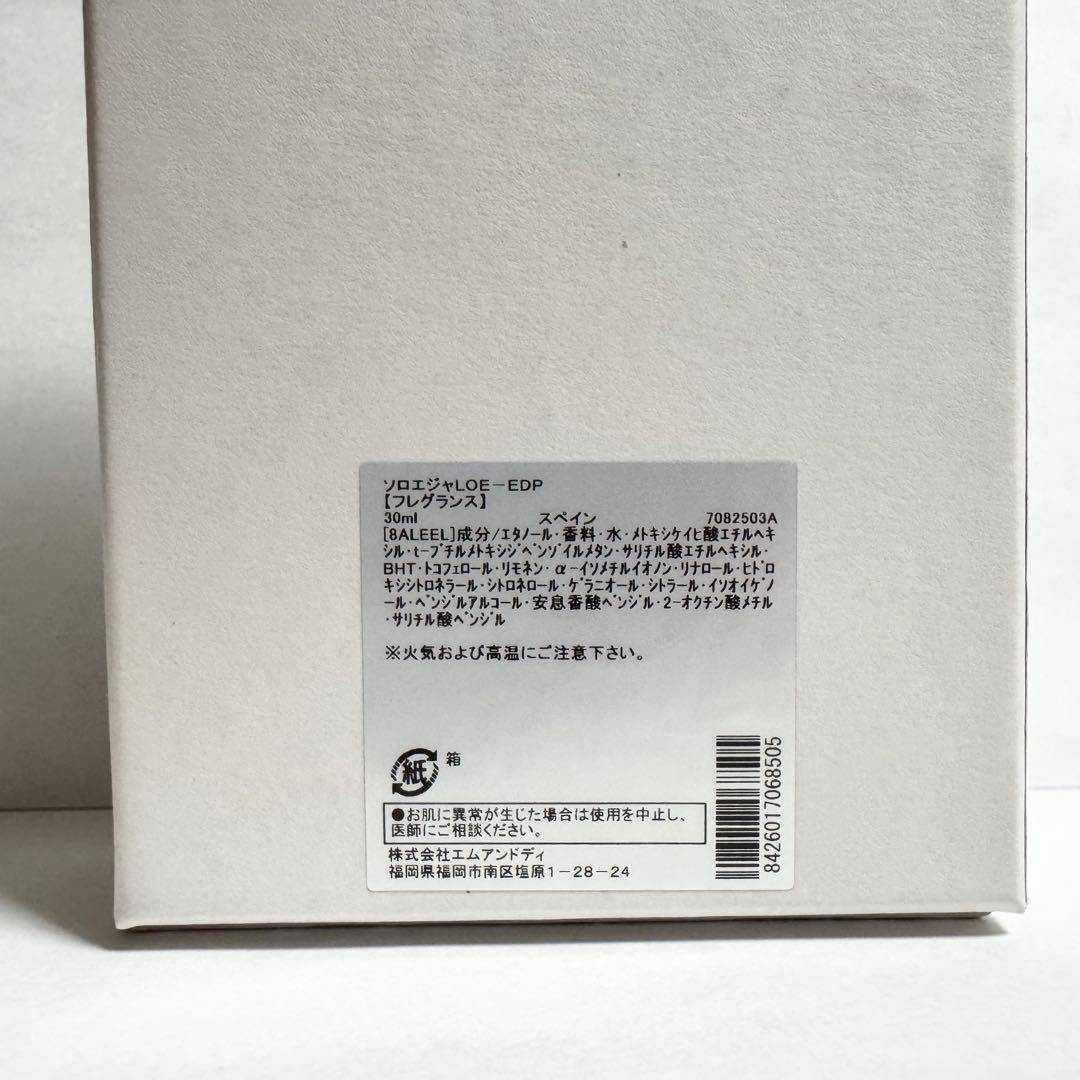 ソロエジャLOE－EDP
【フレグランス】
30ml スペイン 7082503A
[8ALEEL]成分/エタノール・香料・水・メトキシケイヒ酸エチルヘキ
シル・t－ブチルメトキシジベンゾイルメタン・サリチル酸エチルヘキシル・
BHT・トコフェロール・リモネン・α－イソメチルイオノン・リナロール・ヒドロ
キシシトロネラール・シトロネロール・ゲラニオール・シトラール・イソオイゲノ
ール・ベンジルアルコール・安息香酸ベンジル・2－オクチン酸メチル
・サリチル酸ベンジル
※火気および高温にご注意下さい。
紙 箱
●お肌に異常が生じた場合は使用を中止し、
医師にご相談ください。
株式会社エムアンドディ
福岡県福岡市南区塩原1－28－24
8426017068505